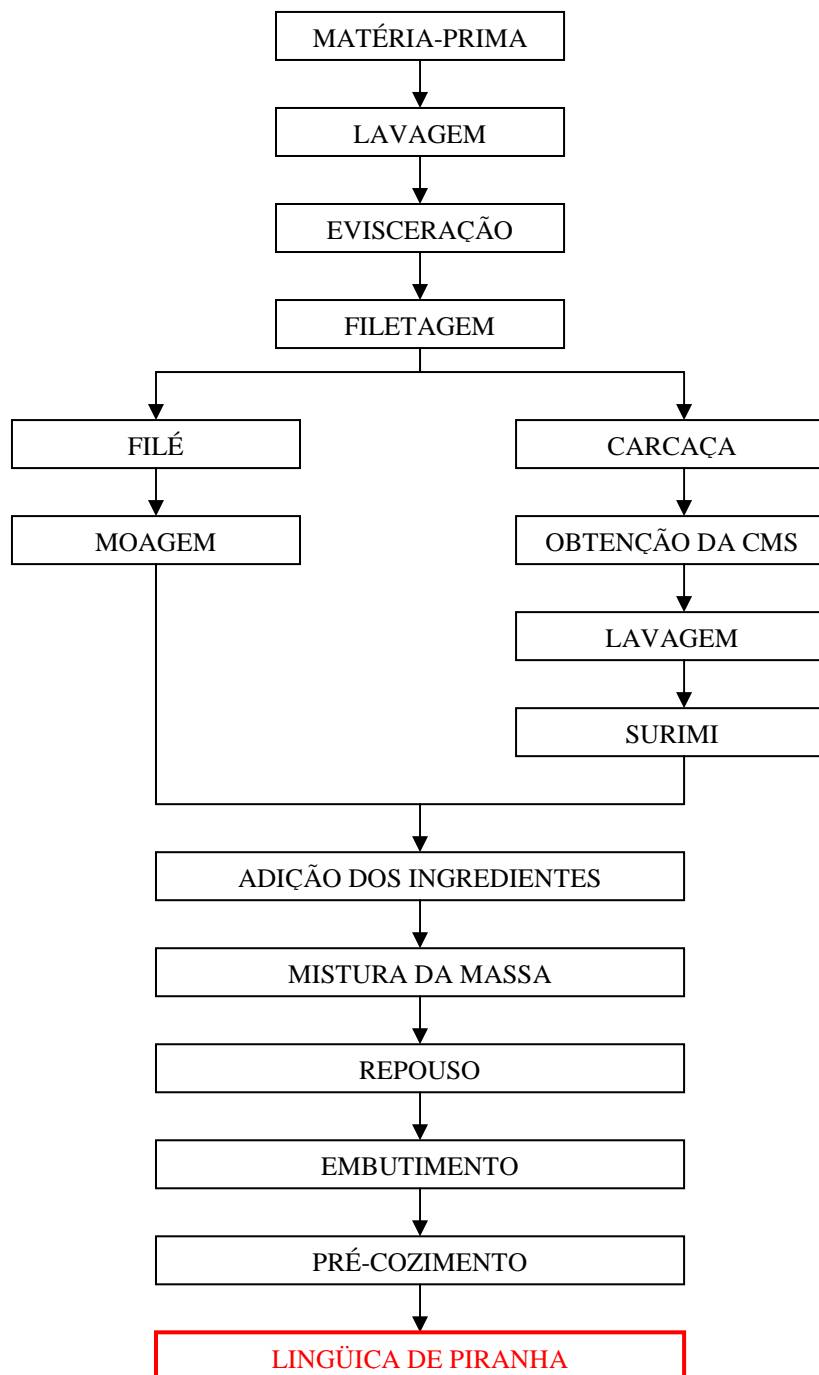 MATÉRIA-PRIMA
LAVAGEM
EVISCERAÇÃO
FILETAGEM
FILÉ
CARCAÇA
MOAGEM
OBTENÇÃO DA CMS
LAVAGEM
SURIMI
ADIÇÃO DOS INGREDIENTES
MISTURA DA MASSA
REPOUSO
EMBUTIMENTO
PRÉ-COZIMENTO
LINGÜICA DE PIRANHA